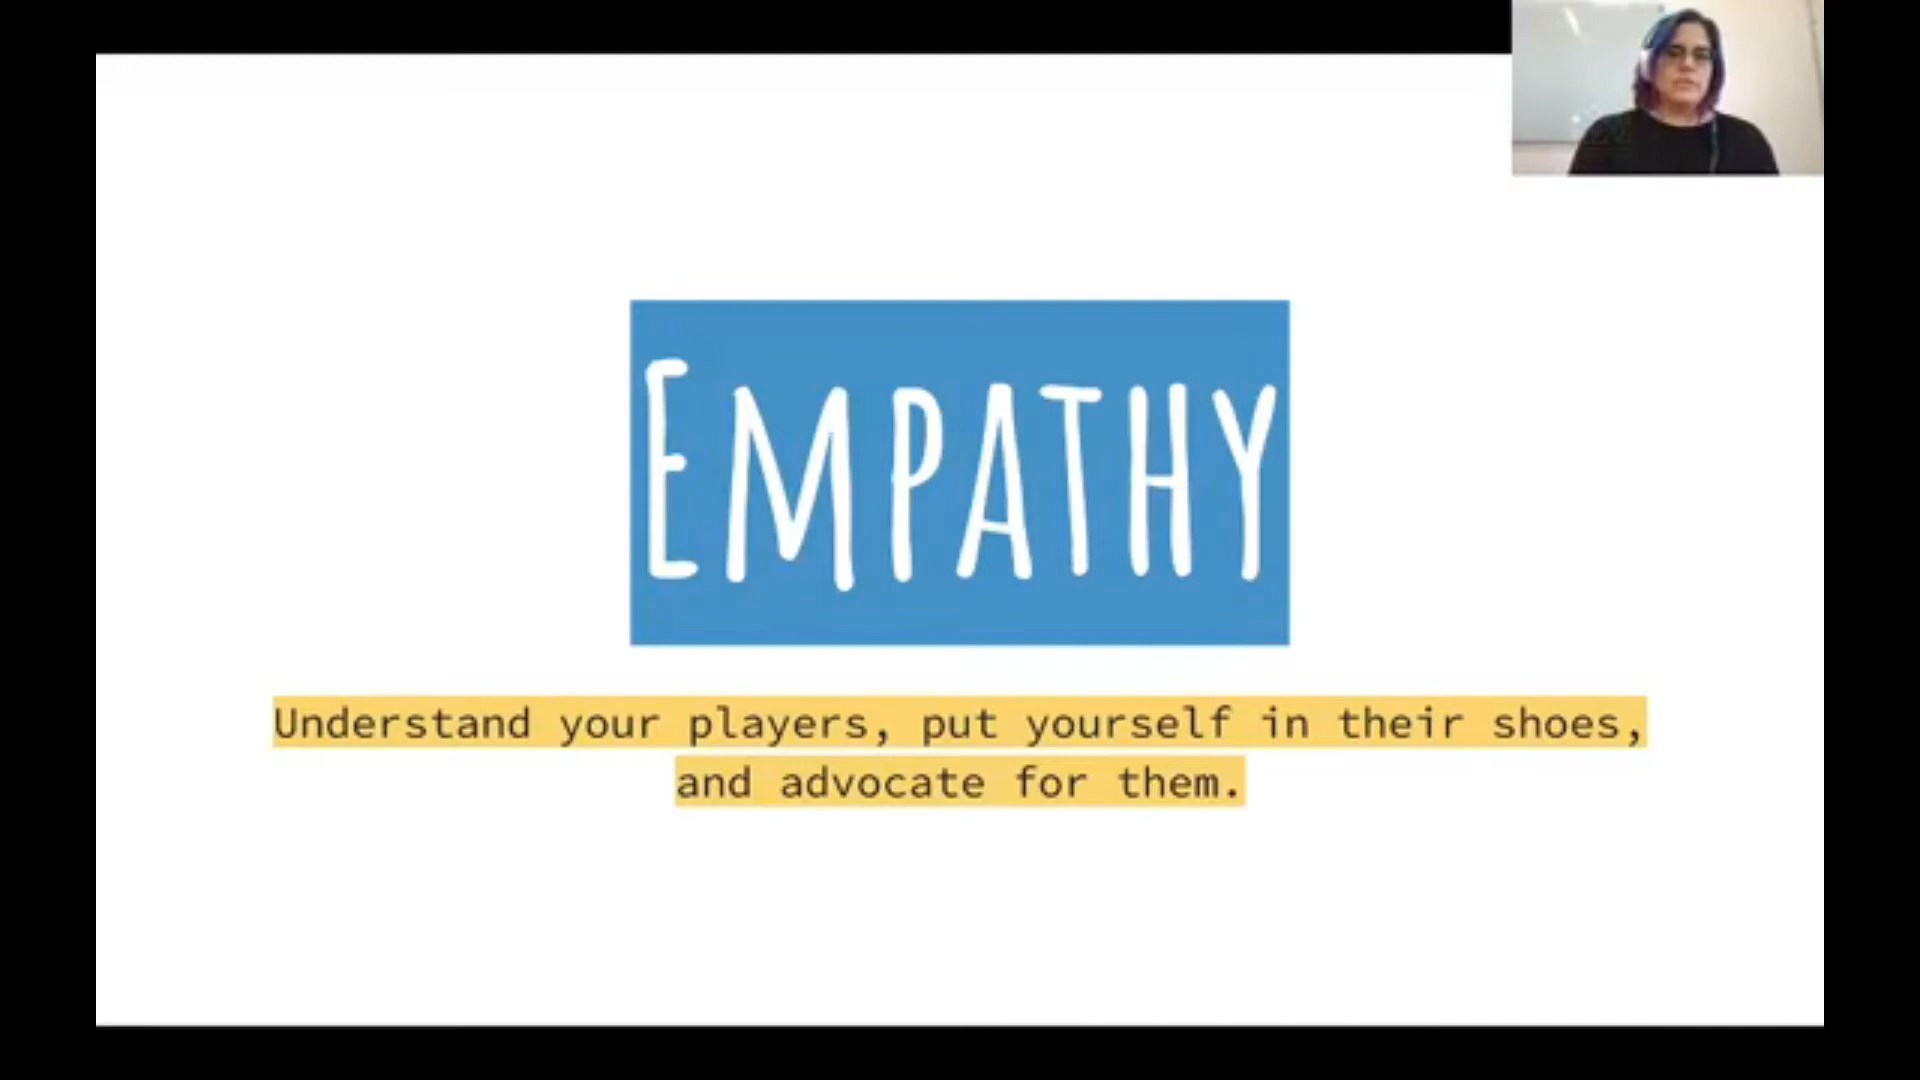 EMPATHY
Understand your players, put yourself in their shoes,
and advocate for them.